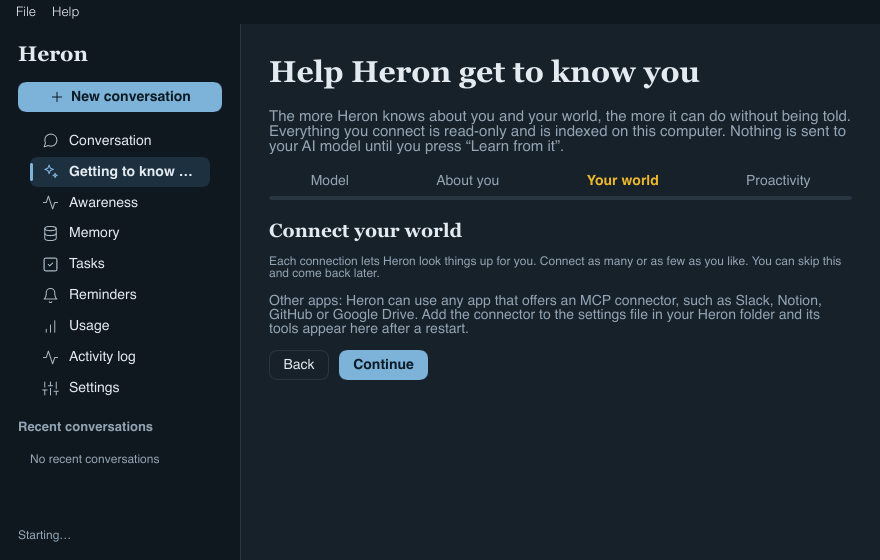 File Help
Heron
New conversation
Conversation
Getting to know ...
Awareness
Memory
Tasks
Reminders
Usage
Activity log
Settings
Recent conversations
No recent conversations
Starting...
Help Heron get to know you
The more Heron knows about you and your world, the more it can do without being told.
Everything you connect is read-only and is indexed on this computer. Nothing is sent to
your AI model until you press “Learn from it”.
Model About you Your world Proactivity
Connect your world
Each connection lets Heron look things up for you. Connect as many or as few as you like. You can skip this
and come back later.
Other apps: Heron can use any app that offers an MCP connector, such as Slack, Notion,
GitHub or Google Drive. Add the connector to the settings file in your Heron folder and its
tools appear here after a restart.
Back Continue